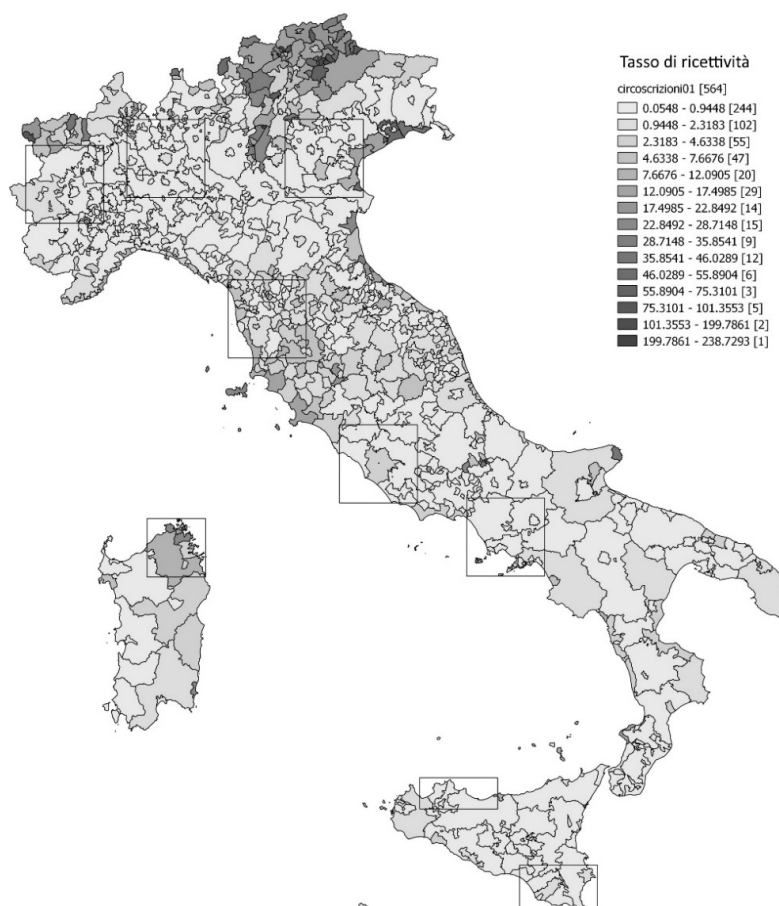 Tasso di ricettività
circoscrizioni01 [564]
0.0548 - 0.9448 [244]
0.9448 - 2.3183 [102]
2.3183 - 4.6338 [55]
4.6338 - 7.6676 [47]
7.6676 - 12.0905 [20]
12.0905 - 17.4985 [29]
17.4985 - 22.8492 [14]
22.8492 - 28.7148 [15]
28.7148 - 35.8541 [9]
35.8541 - 46.0289 [12]
46.0289 - 55.8904 [6]
55.8904 - 75.3101 [3]
75.3101 - 101.3553 [5]
101.3553 - 199.7861 [2]
199.7861 - 238.7293 [1]